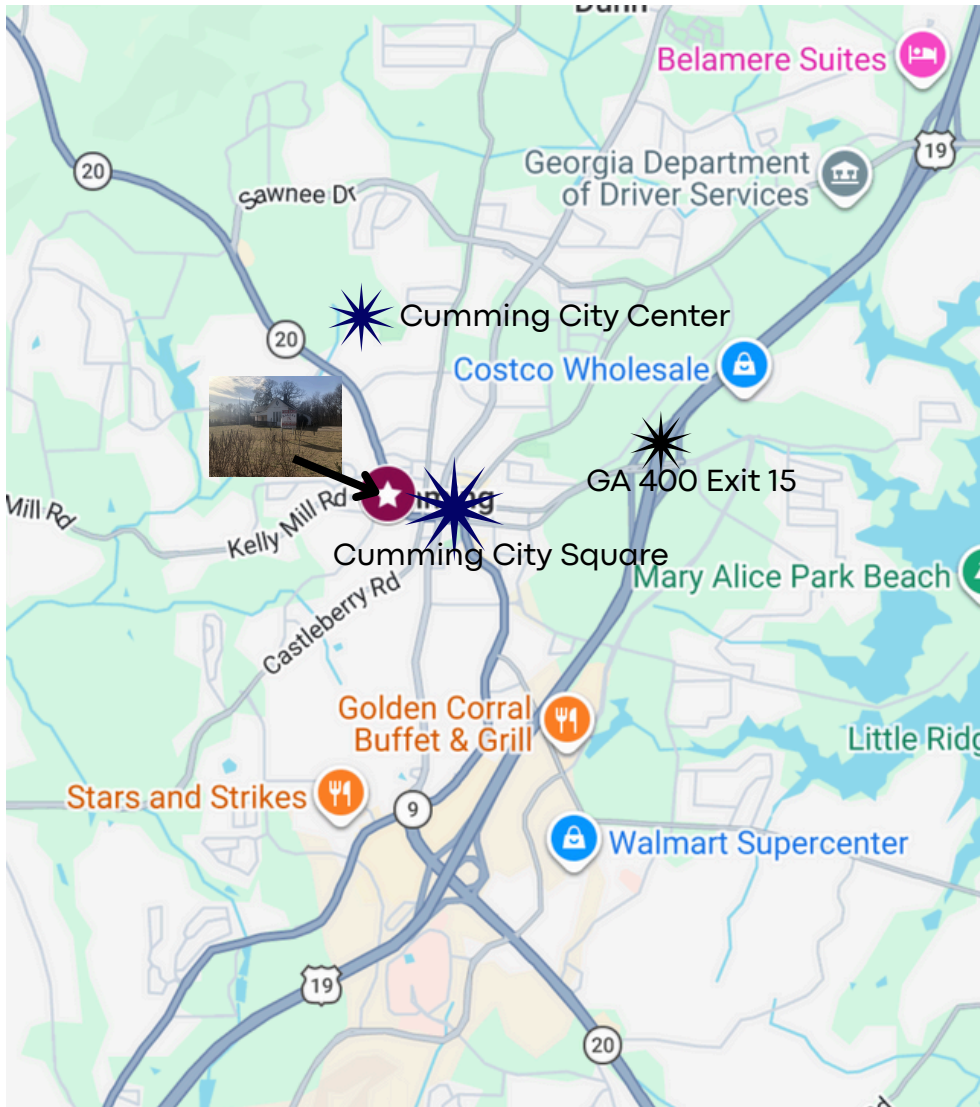 Belamere Suites
19
Georgia Department
of Driver Services
20
Sawnee Dr
Cumming City Center
20
Costco Wholesale
GA 400 Exit 15
Mill Rd
Kelly Mill Rd
Cumming City Square
Mary Alice Park Beach
Castleberry Rd
Golden Corral
Buffet & Grill
Little Ridg
Stars and Strikes
9
Walmart Supercenter
19
20